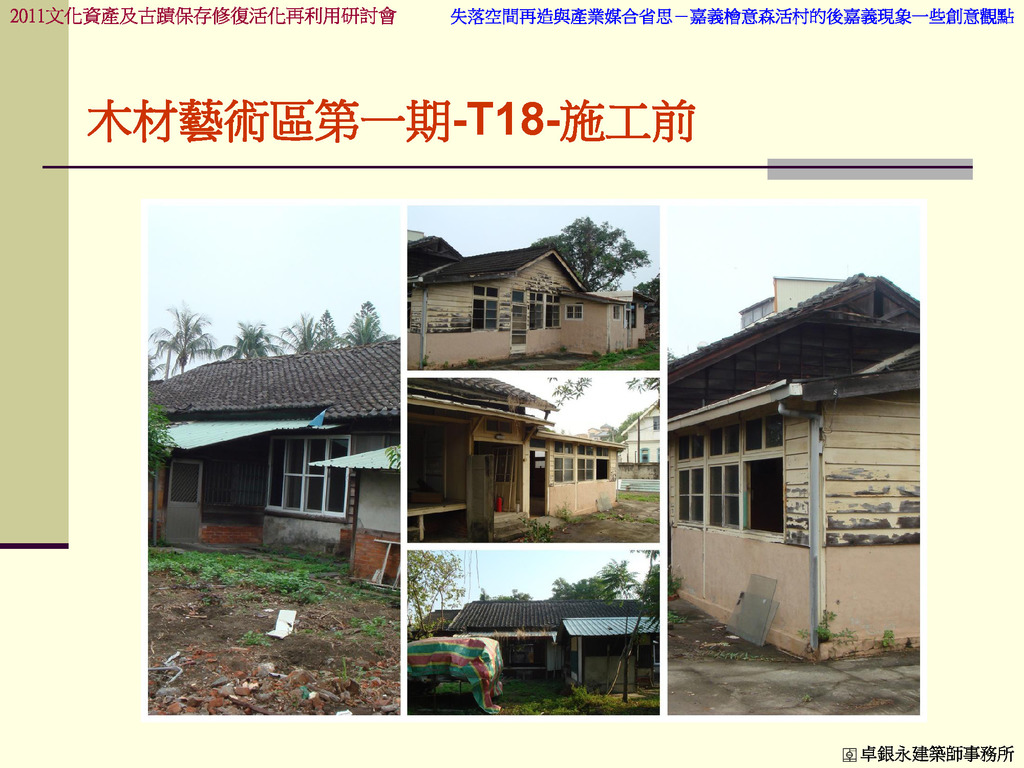 2011文化資產及古蹟保存修復活化再利用研討會
失落空間再造與產業媒合省思－嘉義檜意森活村的後嘉義現象一些創意觀點
木材藝術區第一期-T18-施工前
卓銀永建築師事務所